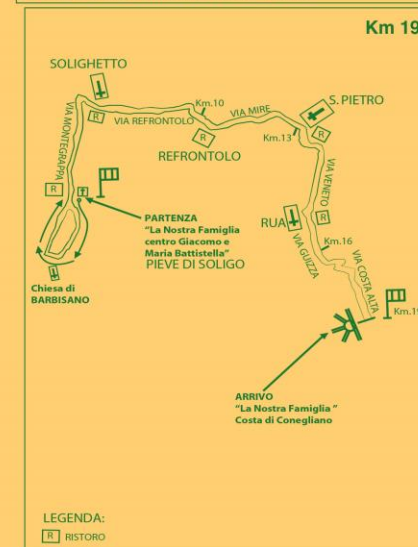 Km 19
SOLIGHETTO
Km.10
S. PIETRO
VIA MIRE
VIA REFRONTOLO
R
R
Km.13
R
REFRONTOLO
VIA MONTEGRAPPA
R
VIA VENETO
PARTENZA
"La Nostra Famiglia
centro Giacomo e
Maria Battistella"
PIEVE DI SOLIGO
RUA
R
VIA GUIZZA
Km.16
VIA COSTA ALTA
Chiesa di
BARBISANO
Km.19
ARRIVO
"La Nostra Famiglia "
Costa di Conegliano
LEGENDA:
R RISTORO